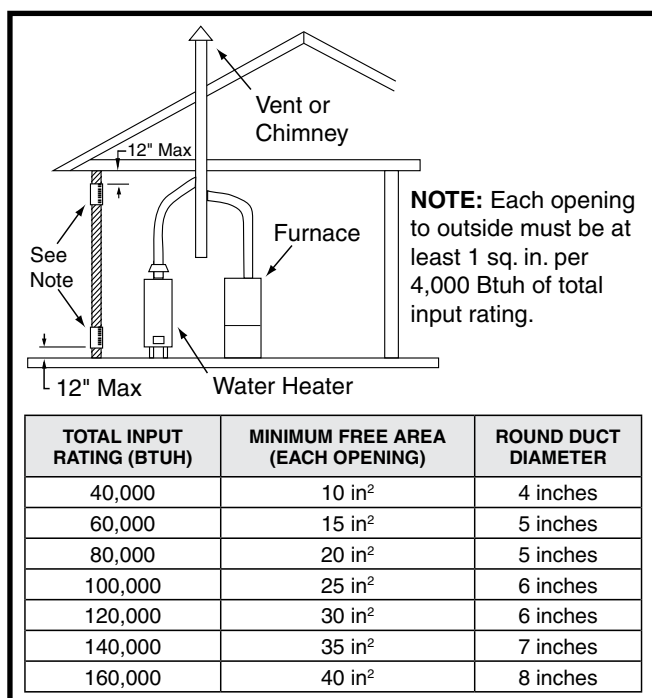 Vent or
Chimney
12" Max
NOTE: Each opening
to outside must be at
least 1 sq. in. per
4,000 Btuh of total
input rating.
Furnace
See
Note
12" Max
Water Heater
TOTAL INPUT RATING (BTUH) MINIMUM FREE AREA (EACH OPENING) ROUND DUCT DIAMETER
40,000 10 in² 4 inches
60,000 15 in² 5 inches
80,000 20 in² 5 inches
100,000 25 in² 6 inches
120,000 30 in² 6 inches
140,000 35 in² 7 inches
160,000 40 in² 8 inches